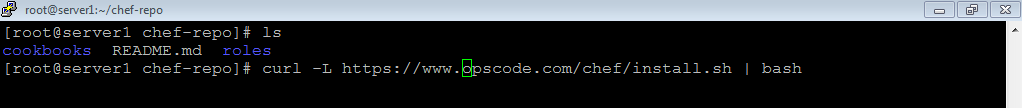 root@server1:~/chef-repo
[root@server1 chef-repo]# ls
cookbooks README.md roles
[root@server1 chef-repo]# curl -L https://www.opscode.com/chef/install.sh | bash